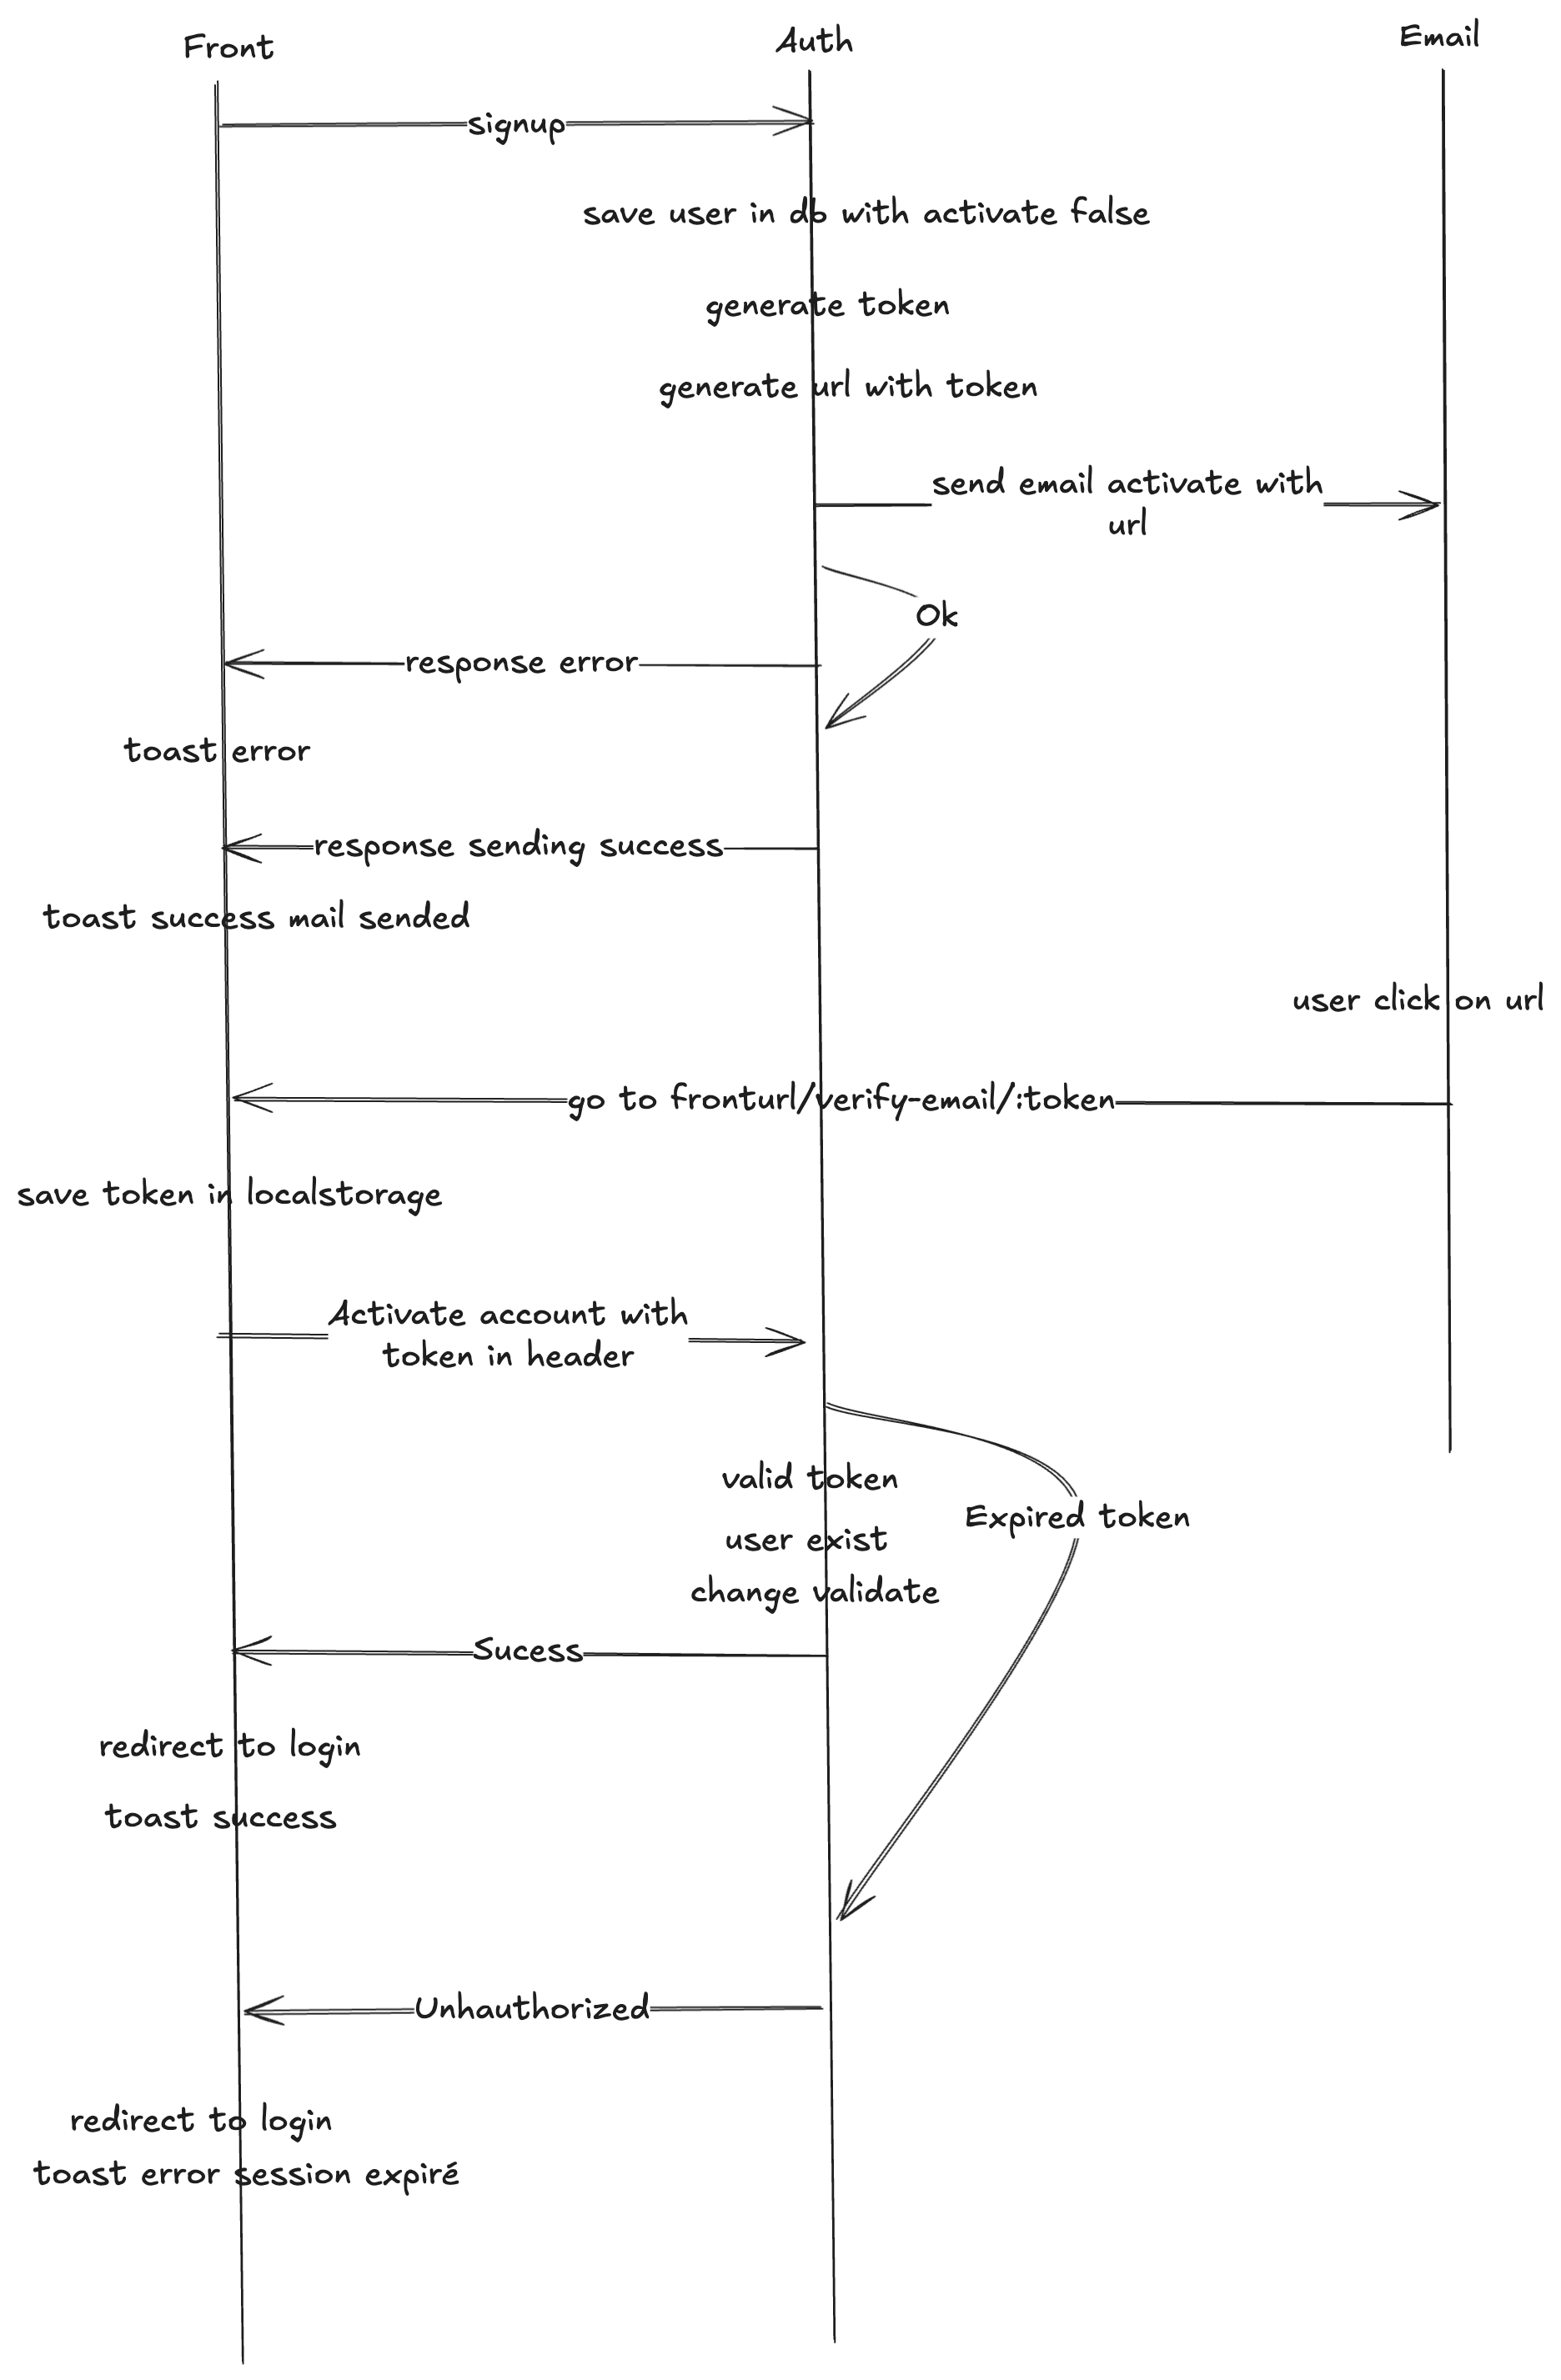 Front
Auth
Email
signup
save user in db with activate false
generate token
generate url with token
send email activate with
url
Ok
response error
toast error
response sending success
toast success mail sended
user click on url
go to fronturl/verify-email/:token
save token in localstorage
Activate account with
token in header
valid token
Expired token
user exist
change validate
Sucess
redirect to login
toast success
Unhauthorized
redirect to login
toast error session expiré